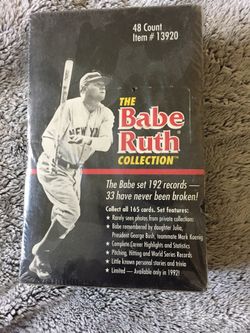 48 Count
Item # 13920
THE
Babe
Ruth
COLLECTION™
NEW YORK
The Babe set 192 records —
33 have never been broken!
Collect all 165 cards. Set features:
Rarely seen photos from private collection:
Babe remembered by daughter Julia,
President George Bush, teammate Mark Koenig
Complete Career Highlights and Statistics
Pitching, Hitting and World Series Records
Little known personal stories and trivia
Limited — Available only in 1992!